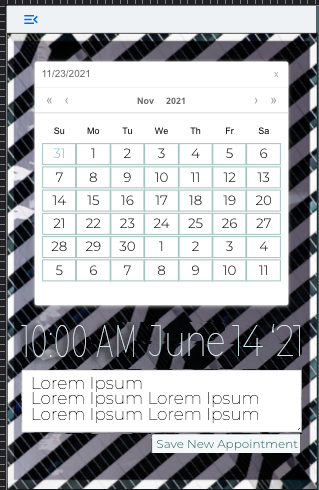 11/23/2021 x
« ‹ Nov 2021 › »
Su Mo Tu We Th Fr Sa
31 1 2 3 4 5 6
7 8 9 10 11 12 13
14 15 16 17 18 19 20
21 22 23 24 25 26 27
28 29 30 1 2 3 4
5 6 7 8 9 10 11
10:00 AM June 14 ‘21
Lorem Ipsum
Lorem Ipsum Lorem Ipsum
Lorem Ipsum Lorem Ipsum
Save New Appointment